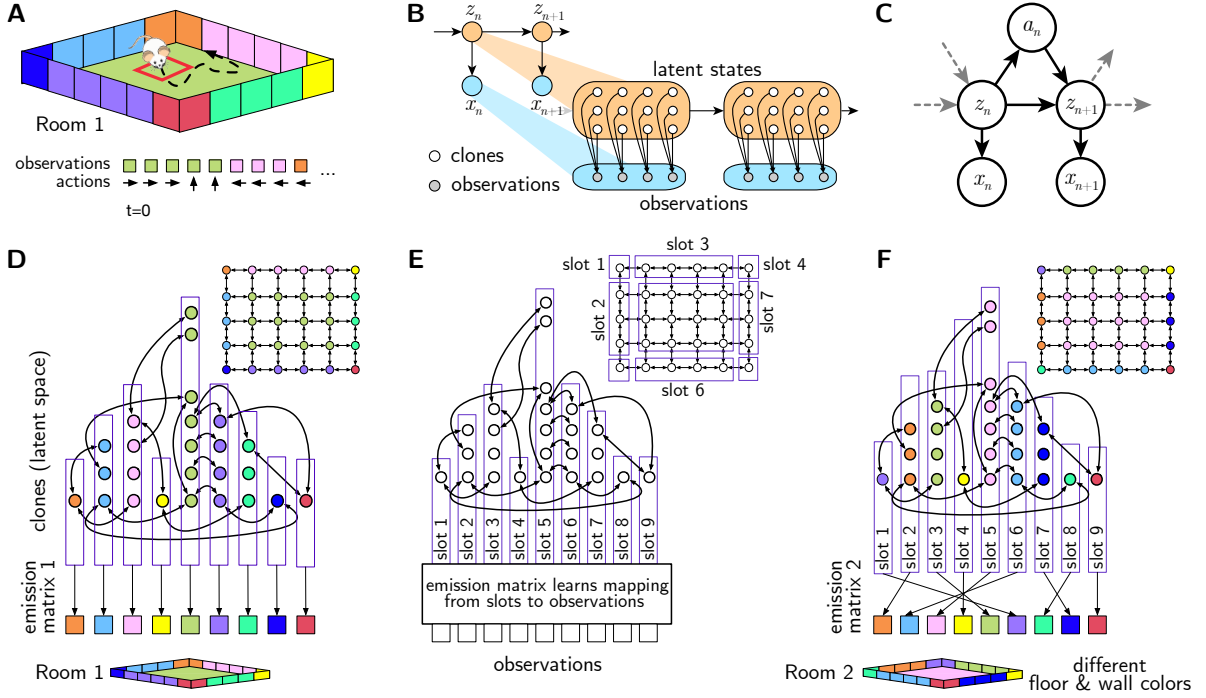 A
Room 1
observations
actions
...
t=0
B
z_n
z_{n+1}
x_n
x_{n+1}
latent states
clones
observations
observations
C
a_n
z_n
z_{n+1}
x_n
x_{n+1}
D
clones (latent space)
emission
matrix 1
Room 1
E
slot 3
slot 1
slot 4
slot 2
slot 7
slot 6
slot 1
slot 2
slot 3
slot 4
slot 5
slot 6
slot 7
slot 8
slot 9
emission matrix learns mapping
from slots to observations
observations
F
slot 1
slot 2
slot 3
slot 4
slot 5
slot 6
slot 7
slot 8
slot 9
emission
matrix 2
Room 2
different
floor & wall colors